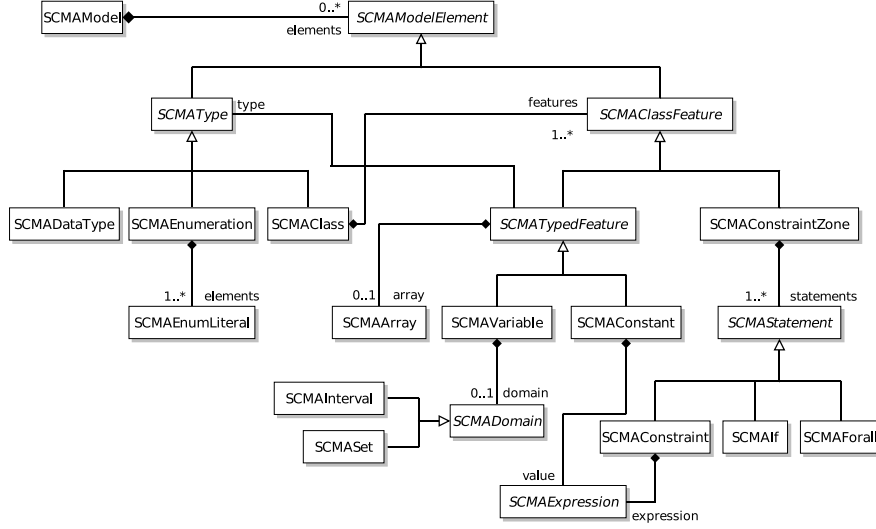 SCMAModel
0..*
SCMAModelElement
elements
SCMAType
type
features
SCMAClassFeature
1..*
SCMADataType
SCMAEnumeration
SCMAClass
SCMATypedFeature
SCMAConstraintZone
1..*
elements
0..1
array
1..*
statements
SCMAEnumLiteral
SCMAArray
SCMAVariable
SCMAConstant
SCMAStatement
SCMAInterval
0..1
domain
SCMASet
SCMADomain
SCMAConstraint
SCMAIf
SCMAForall
value
SCMAExpression
expression